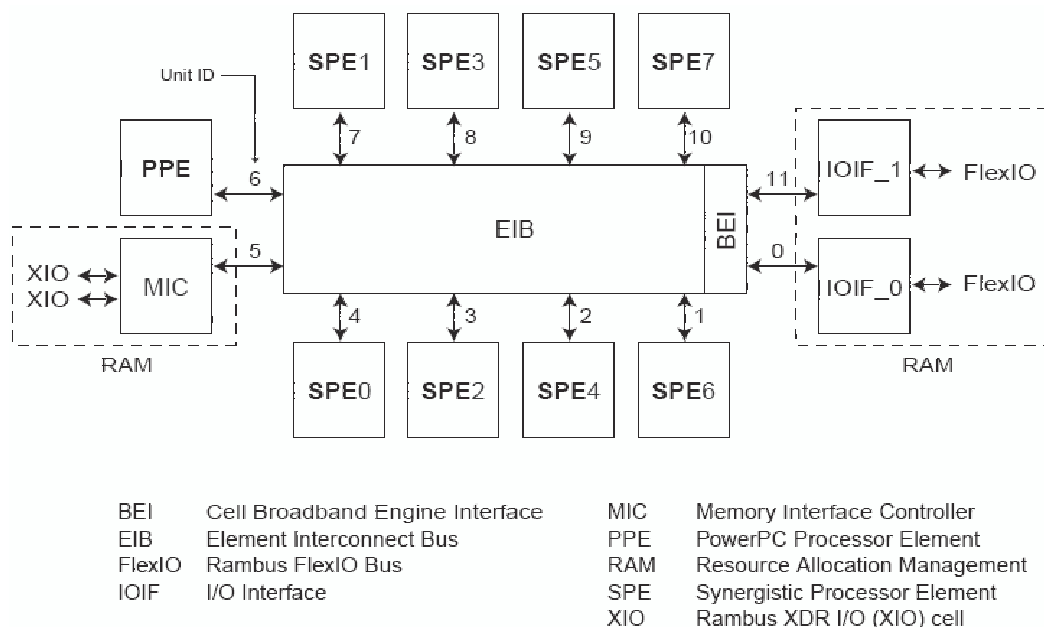 SPE1 SPE3 SPE5 SPE7
Unit ID
7 8 9 10
PPE 6 11 IOIF_1 FlexIO
EIB BEI
XIO MIC 5 0 IOIF_0 FlexIO
XIO
4 3 2 1
RAM RAM
SPE0 SPE2 SPE4 SPE6
BEI Cell Broadband Engine Interface
EIB Element Interconnect Bus
FlexIO Rambus FlexIO Bus
IOIF I/O Interface
MIC Memory Interface Controller
PPE PowerPC Processor Element
RAM Resource Allocation Management
SPE Synergistic Processor Element
XIO Rambus XDR I/O (XIO) cell